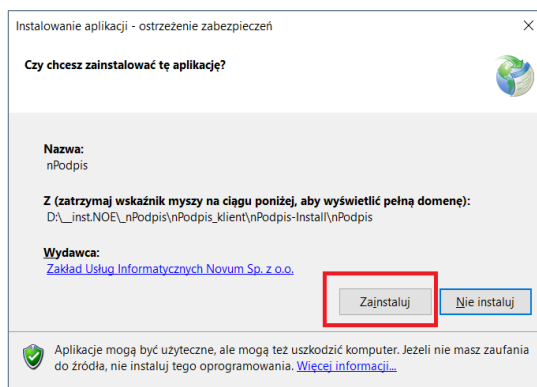 Instalowanie aplikacji - ostrzeżenie zabezpieczeń
Czy chcesz zainstalować tę aplikację?
Nazwa:
nPodpis
Z (zatrzymaj wskaźnik myszy na ciągu poniżej, aby wyświetlić pełną domenę):
D:\__inst.NOE\_nPodpis\nPodpis_klient\nPodpis-Install\nPodpis
Wydawca:
Zakład Usług Informatycznych Novum Sp. z o.o.
Zainstaluj
Nie instaluj
Aplikacje mogą być użyteczne, ale mogą też uszkodzić komputer. Jeżeli nie masz zaufania
do źródła, nie instaluj tego oprogramowania. Więcej informacji...